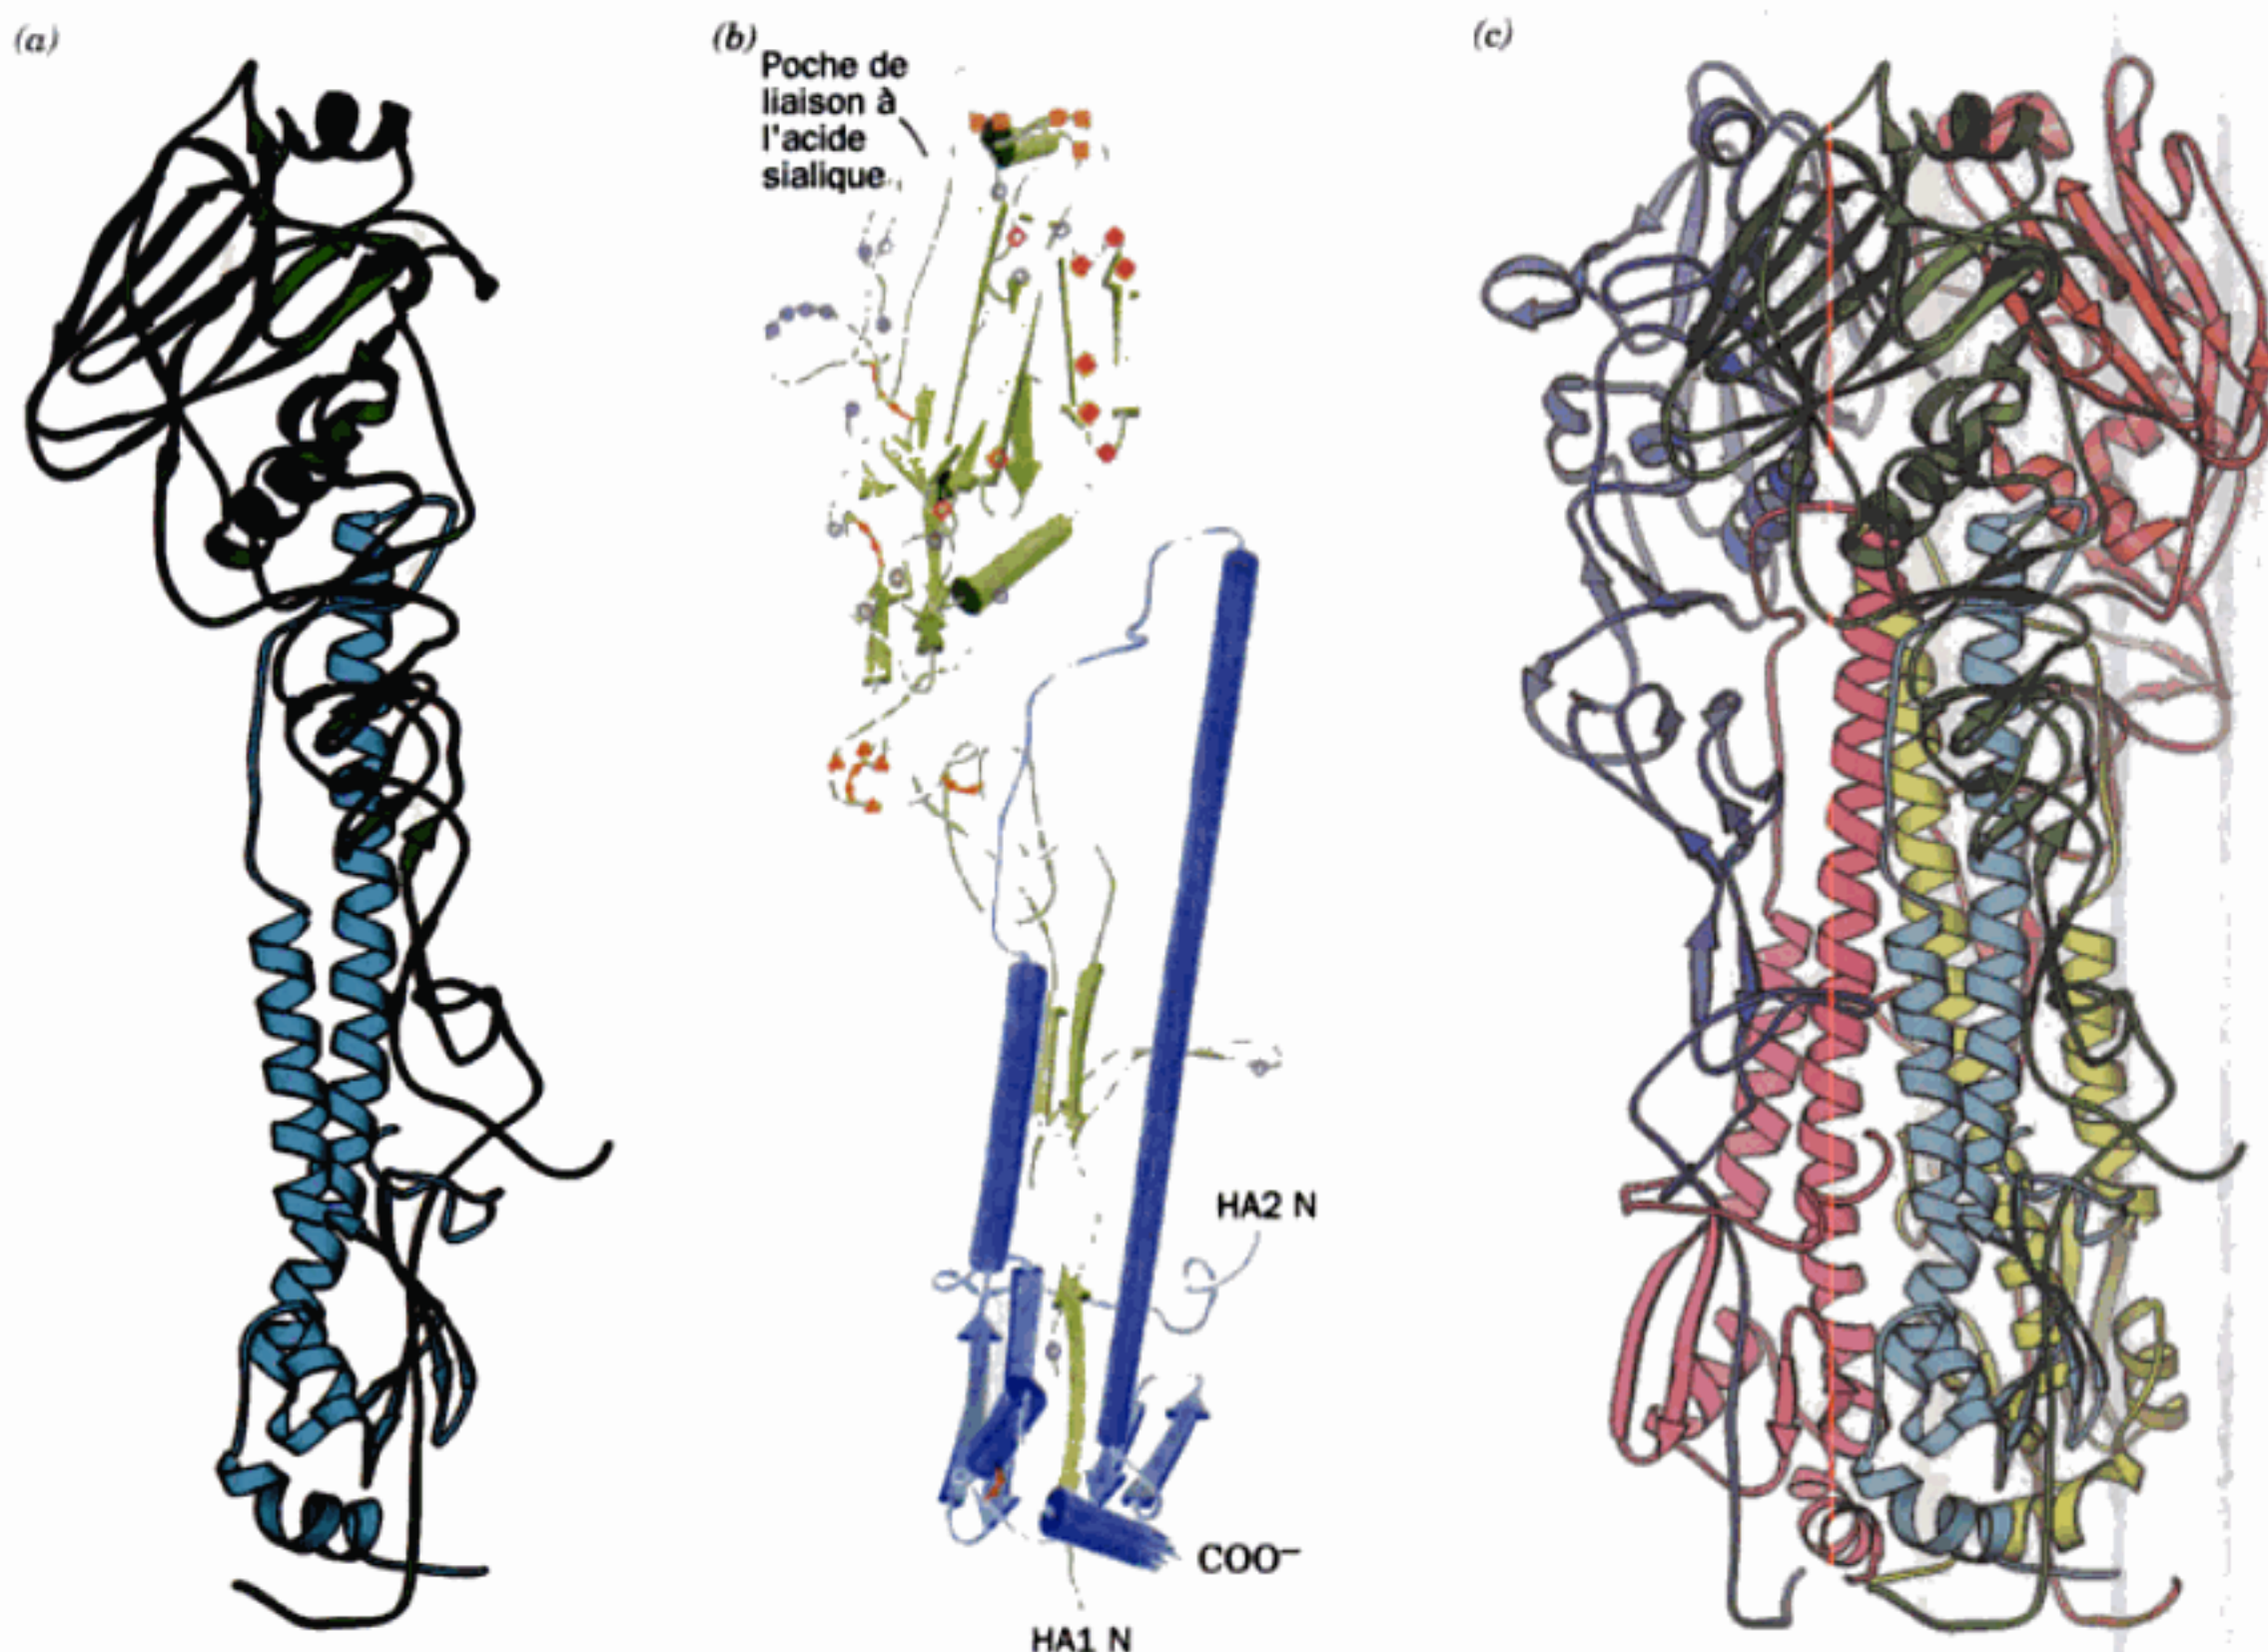 (a)
(b)
Poche de
liaison à
l'acide
sialique
HA2 N
COO⁻
HA1 N
(c)